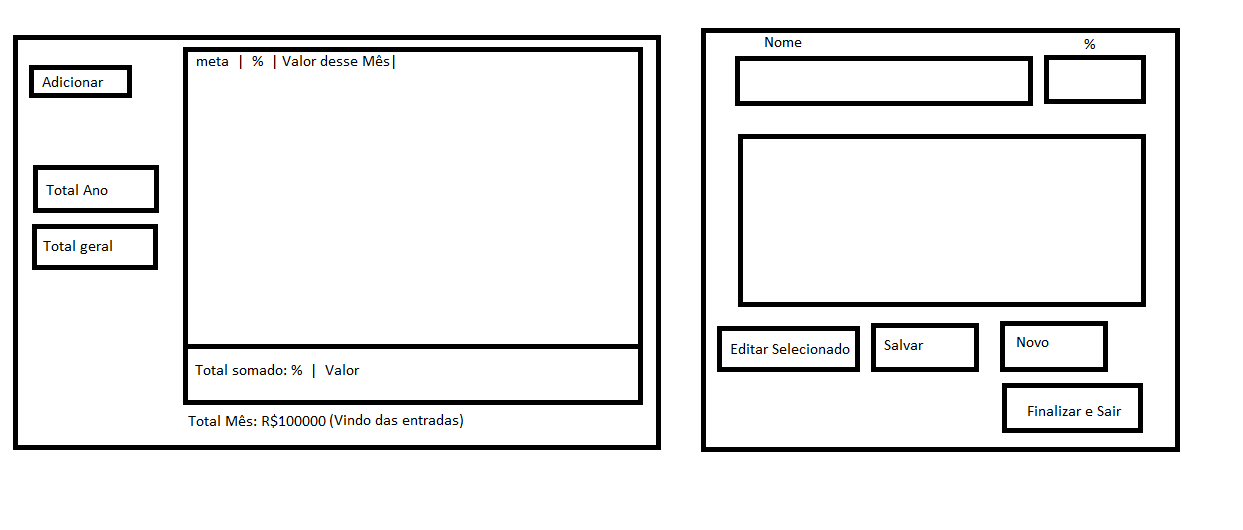 Adicionar
Total Ano
Total geral
meta | % | Valor desse Mês|
Total somado: % | Valor
Total Mês: R$100000 (Vindo das entradas)
Nome
%
Editar Selecionado
Salvar
Novo
Finalizar e Sair